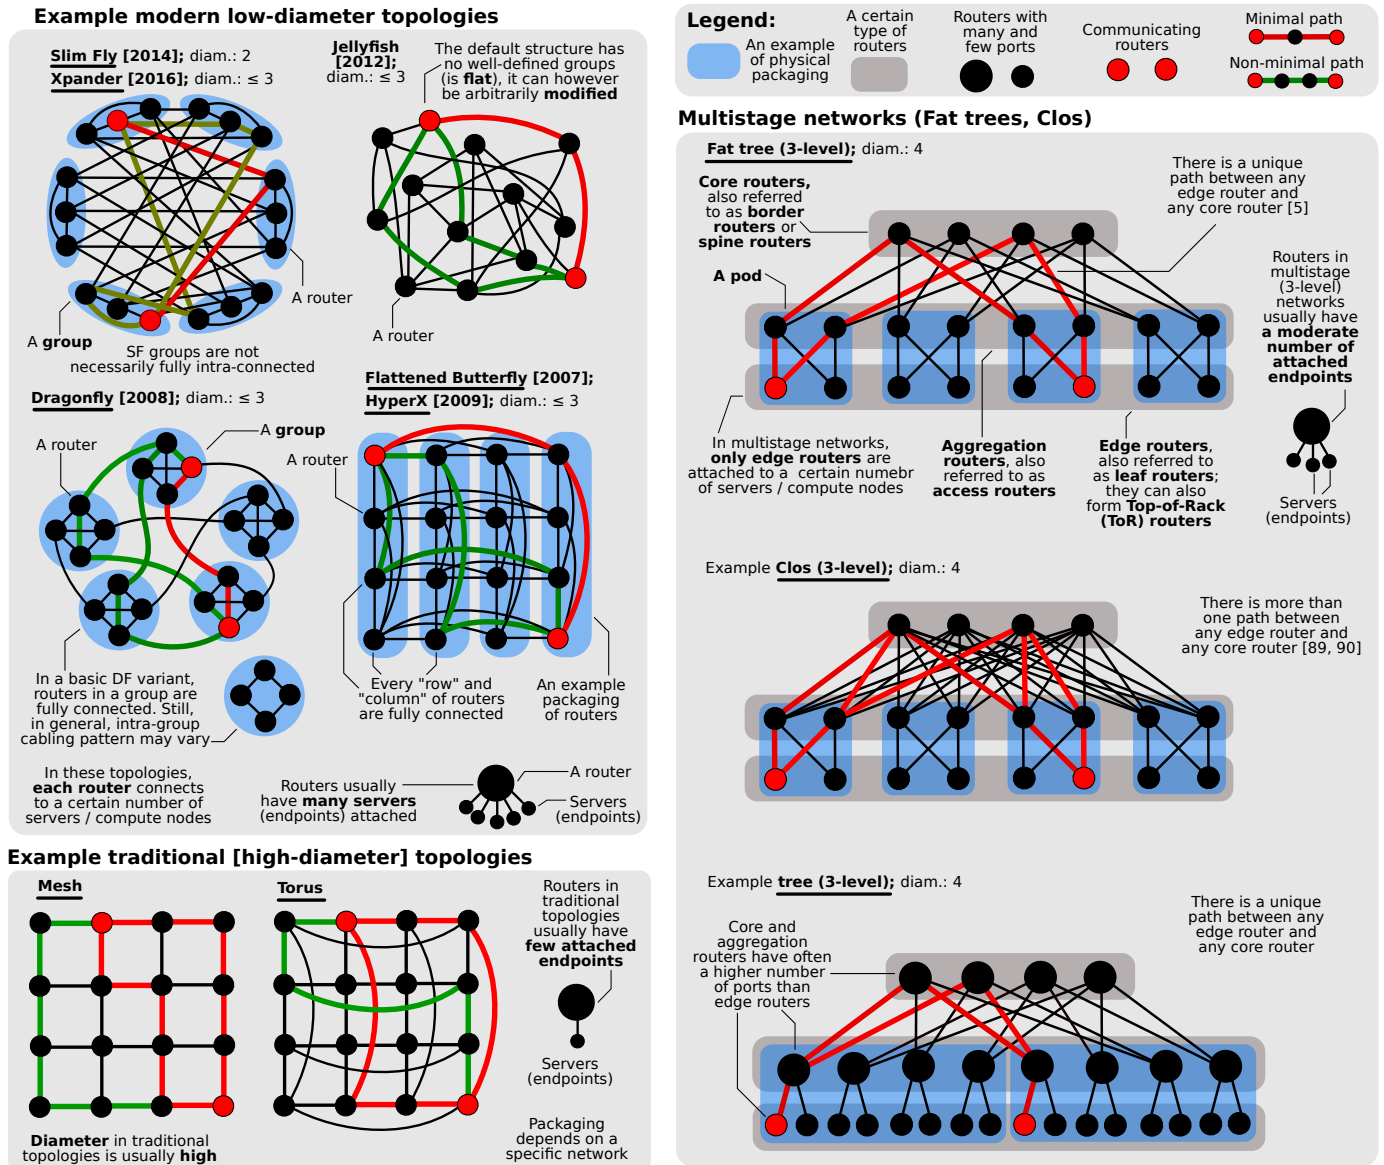 Example modern low-diameter topologies
Slim Fly [2014]; diam.: 2
Xpander [2016]; diam.: ≤ 3
Jellyfish
[2012];
diam.: ≤ 3
The default structure has
no well-defined groups
(is flat), it can however
be arbitrarily modified
A router
A group
SF groups are not
necessarily fully intra-connected
A router
Dragonfly [2008]; diam.: ≤ 3
A router
A group
In a basic DF variant,
routers in a group are
fully connected. Still,
in general, intra-group
cabling pattern may vary
Flattened Butterfly [2007];
HyperX [2009]; diam.: ≤ 3
A router
Every "row" and
"column" of routers
are fully connected
An example
packaging
of routers
In these topologies,
each router connects
to a certain number of
servers / compute nodes
Routers usually
have many servers
(endpoints) attached
A router
Servers
(endpoints)
Example traditional [high-diameter] topologies
Mesh
Torus
Diameter in traditional
topologies is usually high
Routers in
traditional
topologies
usually have
few attached
endpoints
Servers
(endpoints)
Packaging
depends on a
specific network
Legend:
An example
of physical
packaging
A certain
type of
routers
Routers with
many and
few ports
Communicating
routers
Minimal path
Non-minimal path
Multistage networks (Fat trees, Clos)
Fat tree (3-level); diam.: 4
Core routers,
also referred
to as border
routers or
spine routers
A pod
There is a unique
path between any
edge router and
any core router [5]
Routers in
multistage
(3-level)
networks
usually have
a moderate
number of
attached
endpoints
Servers
(endpoints)
In multistage networks,
only edge routers are
attached to a certain numebr
of servers / compute nodes
Aggregation
routers, also
referred to as
access routers
Edge routers,
also referred to
as leaf routers;
they can also
form Top-of-Rack
(ToR) routers
Example Clos (3-level); diam.: 4
There is more than
one path between
any edge router and
any core router [89, 90]
Example tree (3-level); diam.: 4
Core and
aggregation
routers have often
a higher number
of ports than
edge routers
There is a unique
path between any
edge router and
any core router